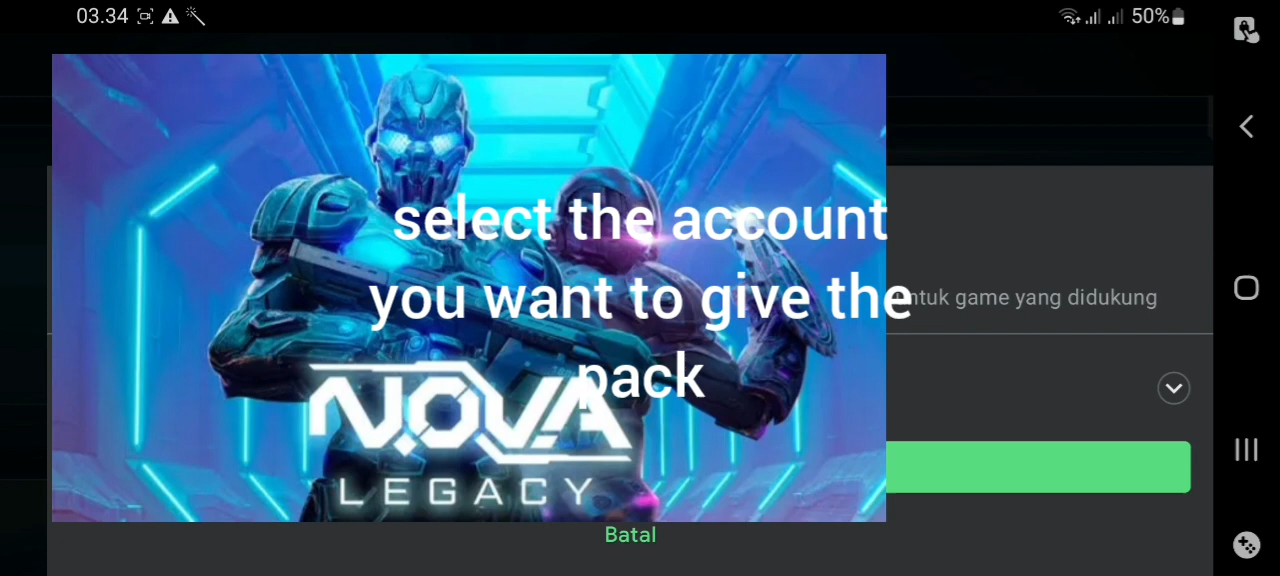 03.34
50%
select the account
you want to give the
pack
ntuk game yang didukung
N.O.V.A
LEGACY
Batal